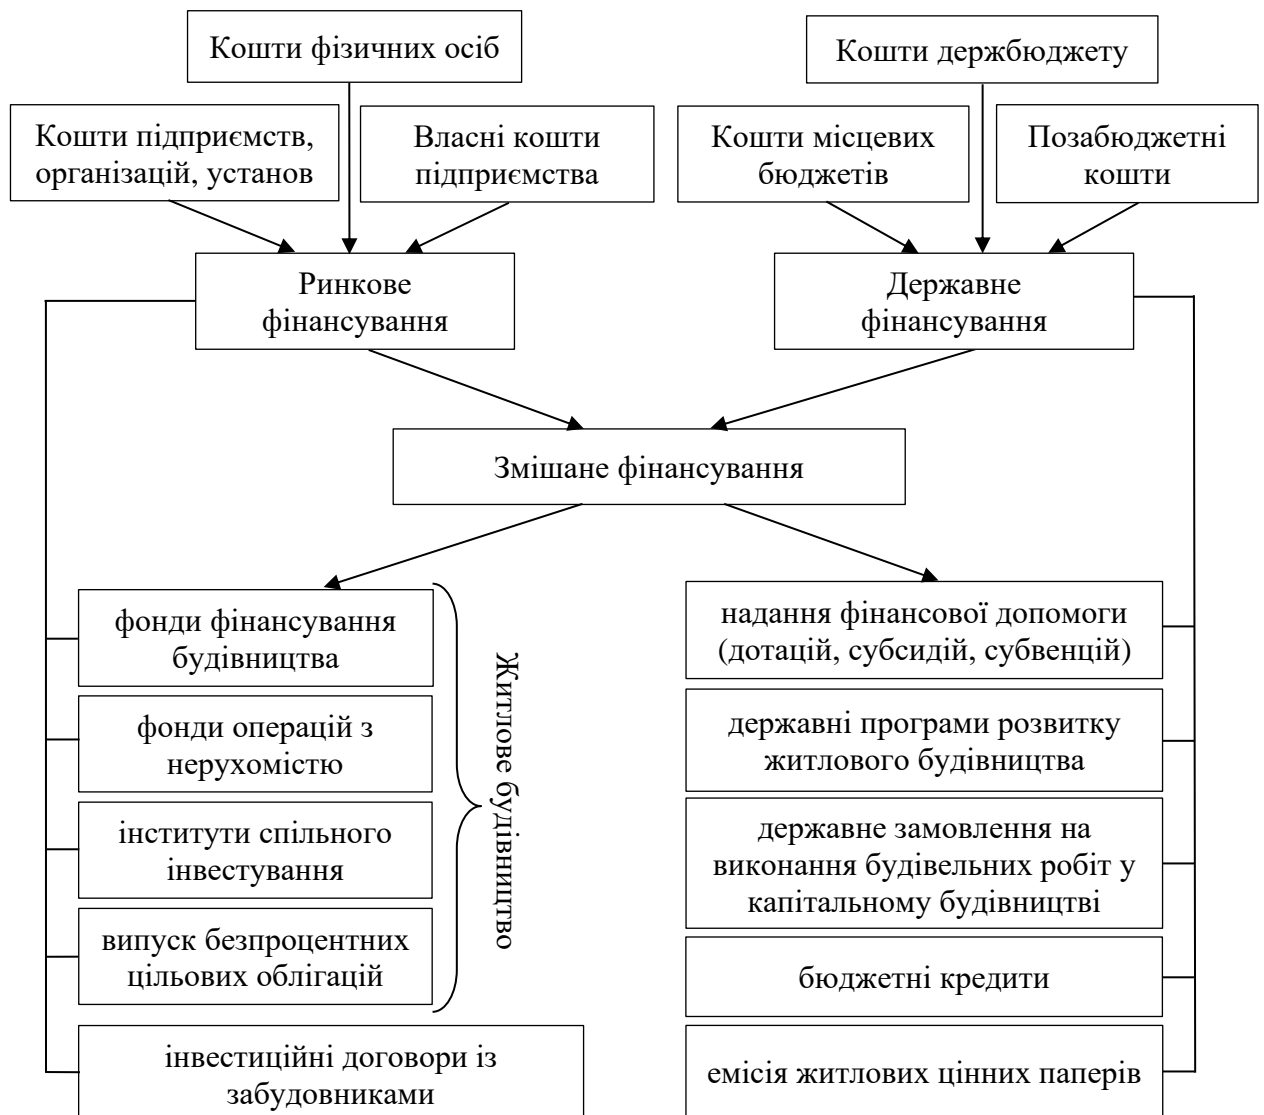 Кошти фізичних осіб
Кошти держбюджету
Кошти підприємств,
організацій, установ
Власні кошти
підприємства
Кошти місцевих
бюджетів
Позабюджетні
кошти
Ринкове
фінансування
Державне
фінансування
Змішане фінансування
фонди фінансування
будівництва
фонди операцій з
нерухомістю
інститути спільного
інвестування
випуск безпроцентних
цільових облігацій
інвестиційні договори із
забудовниками
Житлове будівництво
надання фінансової допомоги
(дотацій, субсидій, субвенцій)
державні програми розвитку
житлового будівництва
державне замовлення на
виконання будівельних робіт у
капітальному будівництві
бюджетні кредити
емісія житлових цінних паперів